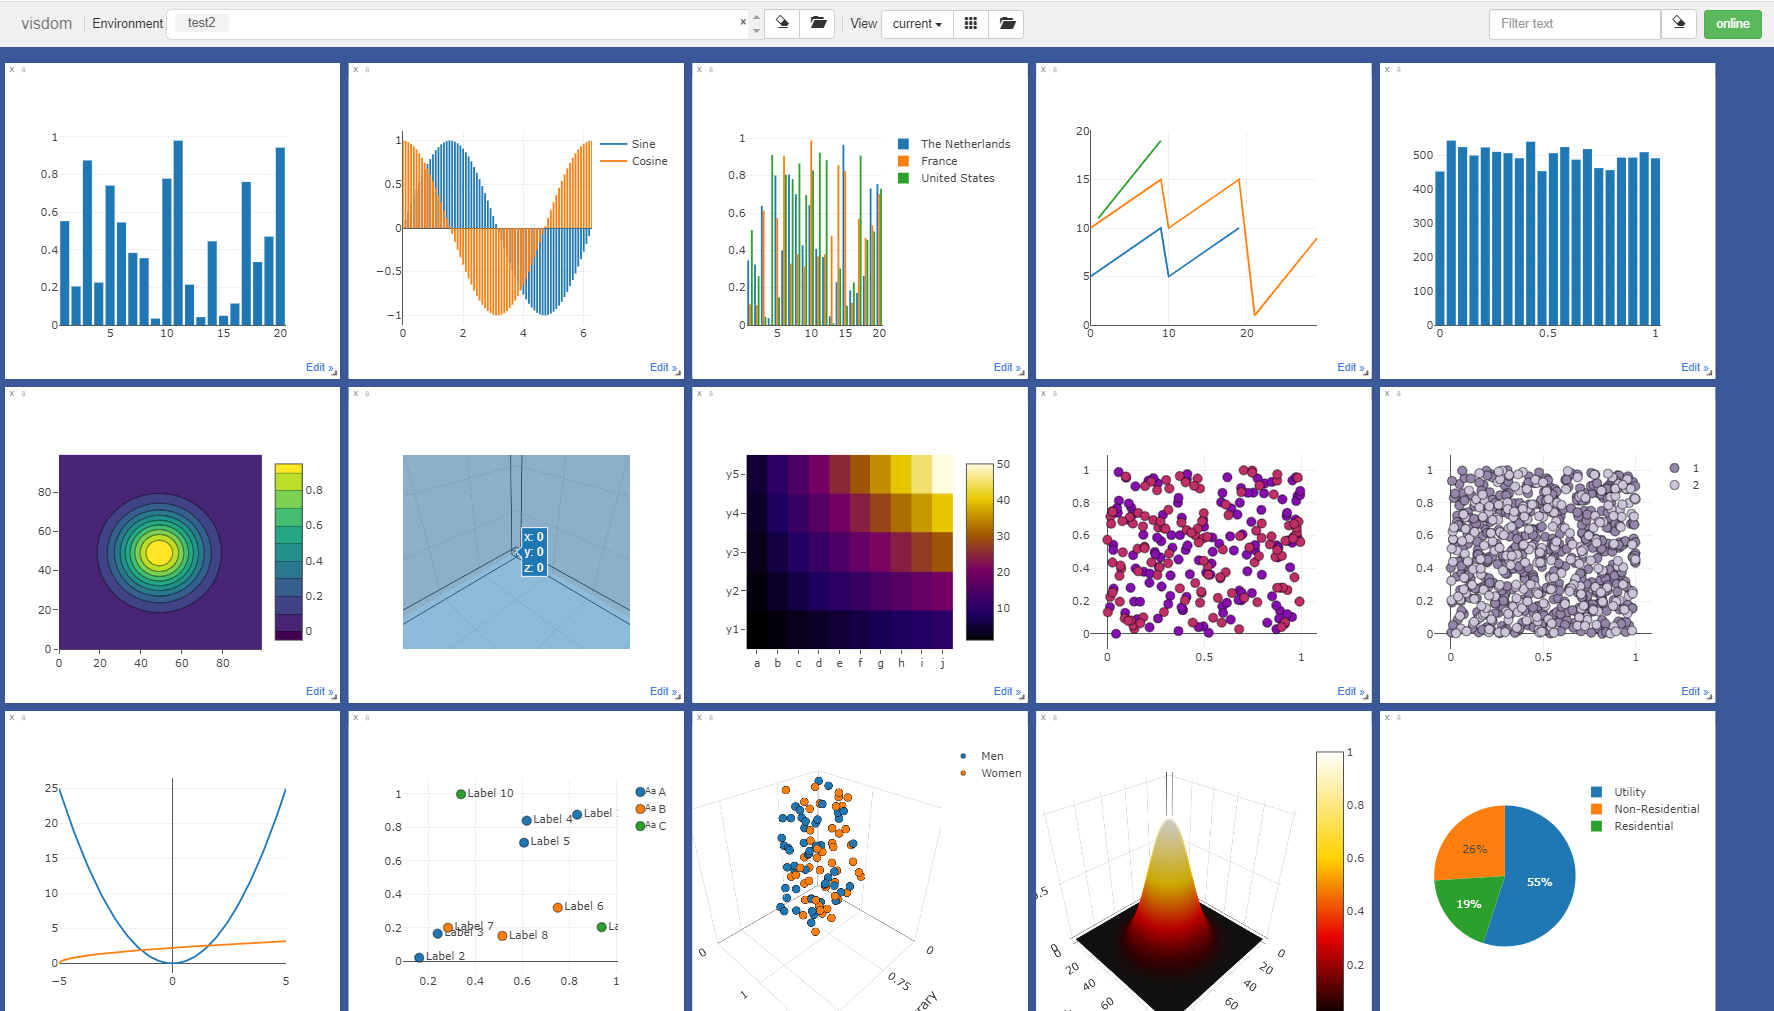 visdom Environment test2 × View current Filter text online
X
1
0.8
0.6
0.4
0.2
0
5 10 15 20
Edit »
X
1
0.5
0
−0.5
−1
0 2 4 6
Sine
Cosine
Edit »
X
1
0.8
0.6
0.4
0.2
0
5 10 15 20
The Netherlands
France
United States
Edit »
X
20
15
10
5
0
0 10 20
Edit »
X
500
400
300
200
100
0
0 0.5 1
Edit »
X
80
60
40
20
0
0 20 40 60 80
0.8
0.6
0.4
0.2
0
Edit »
X
x: 0
y: 0
z: 0
Edit »
X
y5
y4
y3
y2
y1
a b c d e f g h i j
50
40
30
20
10
Edit »
X
1
0.8
0.6
0.4
0.2
0
0 0.5 1
Edit »
X
1
0.8
0.6
0.4
0.2
0
0 0.5 1
1
2
Edit »
X
25
20
15
10
5
0
−5 0 5
X
1
0.8
0.6
0.4
0.2
0
0.2 0.4 0.6 0.8 1
Label 10
Label 4
Label
Label 5
Label 6
Label 7
Label 3
Label 8
La
Label 2
Aa A
Aa B
Aa C
X
Men
Women
0
1
0
0.75
rary
X
1
0.8
0.6
0.4
0.2
.5
0
0
20
40
60
0
20
40
60
X
26%
55%
19%
Utility
Non-Residential
Residential